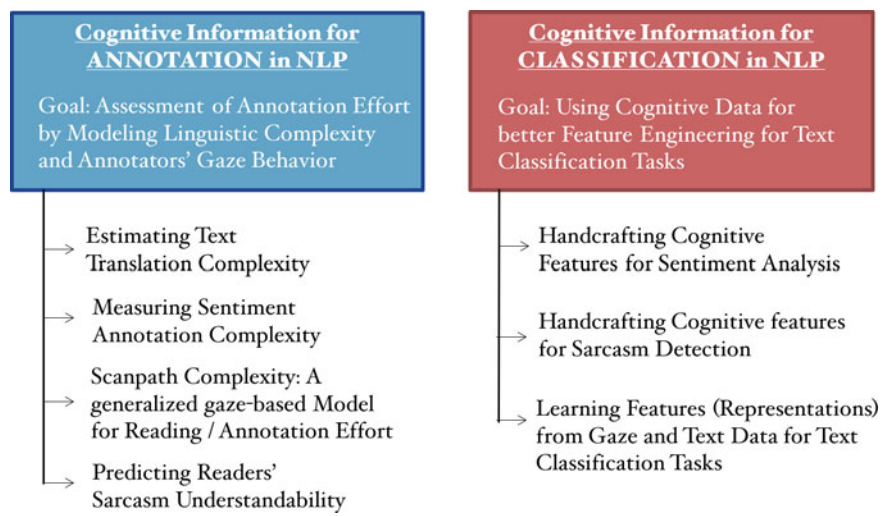 Cognitive Information for
ANNOTATION in NLP
Goal: Assessment of Annotation Effort
by Modeling Linguistic Complexity
and Annotators' Gaze Behavior
Estimating Text
Translation Complexity
Measuring Sentiment
Annotation Complexity
Scanpath Complexity: A
generalized gaze-based Model
for Reading / Annotation Effort
Predicting Readers'
Sarcasm Understandability
Cognitive Information for
CLASSIFICATION in NLP
Goal: Using Cognitive Data for
better Feature Engineering for Text
Classification Tasks
Handcrafting Cognitive
Features for Sentiment Analysis
Handcrafting Cognitive features
for Sarcasm Detection
Learning Features (Representations)
from Gaze and Text Data for Text
Classification Tasks